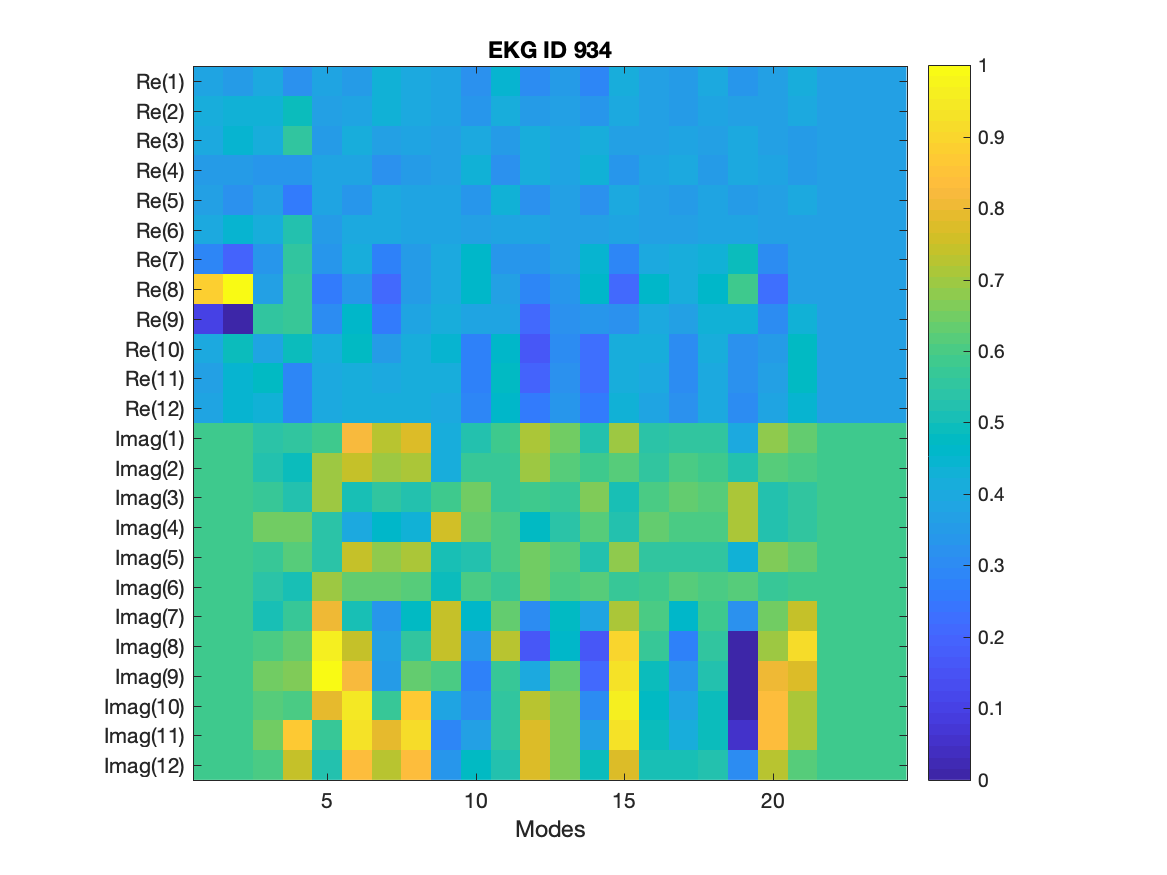 EKG ID 934
Re(1)
Re(2)
Re(3)
Re(4)
Re(5)
Re(6)
Re(7)
Re(8)
Re(9)
Re(10)
Re(11)
Re(12)
Imag(1)
Imag(2)
Imag(3)
Imag(4)
Imag(5)
Imag(6)
Imag(7)
Imag(8)
Imag(9)
Imag(10)
Imag(11)
Imag(12)
5 10 15 20
Modes
1
0.9
0.8
0.7
0.6
0.5
0.4
0.3
0.2
0.1
0